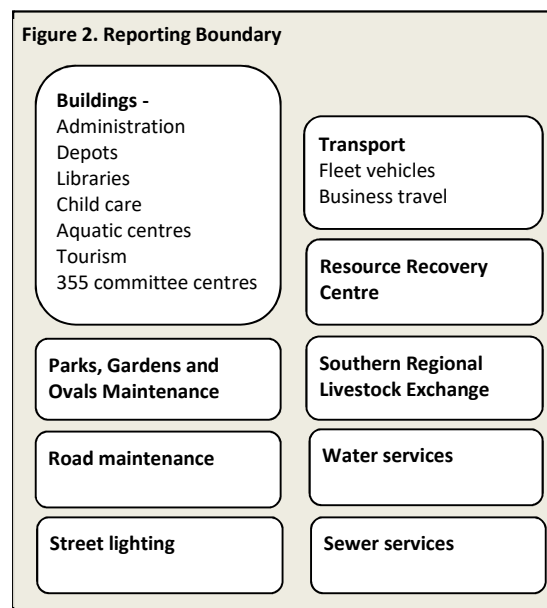 Figure 2. Reporting Boundary
Buildings -
Administration
Depots
Libraries
Child care
Aquatic centres
Tourism
355 committee centres
Parks, Gardens and
Ovals Maintenance
Road maintenance
Street lighting
Transport
Fleet vehicles
Business travel
Resource Recovery
Centre
Southern Regional
Livestock Exchange
Water services
Sewer services